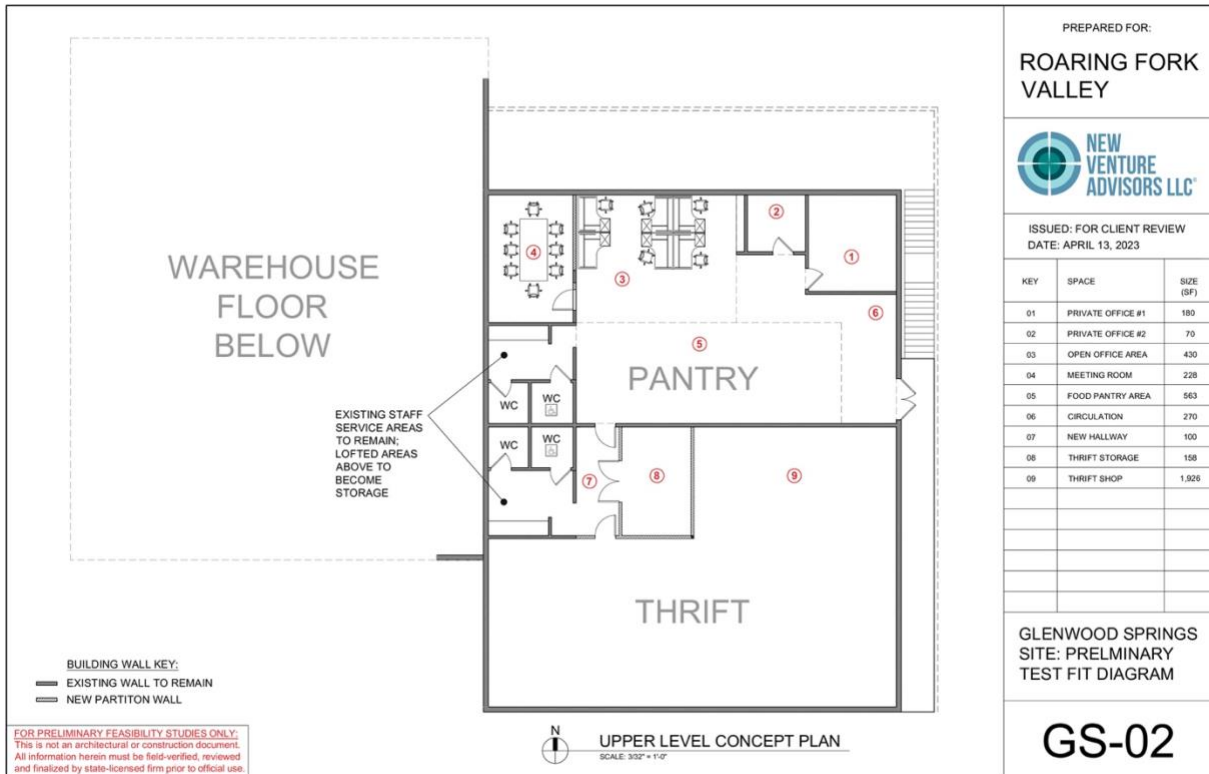 WAREHOUSE
FLOOR
BELOW
EXISTING STAFF
SERVICE AREAS
TO REMAIN;
LOFTED AREAS
ABOVE TO
BECOME
STORAGE
4
3
2
1
6
5
PANTRY
WC
WC
WC
WC
7
8
9
THRIFT
BUILDING WALL KEY:
EXISTING WALL TO REMAIN
NEW PARTITON WALL
FOR PRELIMINARY FEASIBILITY STUDIES ONLY:
This is not an architectural or construction document.
All information herein must be field-verified, reviewed
and finalized by state-licensed firm prior to official use.
N
UPPER LEVEL CONCEPT PLAN
SCALE: 3/32" = 1'-0"
PREPARED FOR:
ROARING FORK
VALLEY
NEW
VENTURE
ADVISORS LLC®
ISSUED: FOR CLIENT REVIEW
DATE: APRIL 13, 2023
KEY SPACE SIZE (SF)
01 PRIVATE OFFICE #1 180
02 PRIVATE OFFICE #2 70
03 OPEN OFFICE AREA 430
04 MEETING ROOM 228
05 FOOD PANTRY AREA 563
06 CIRCULATION 270
07 NEW HALLWAY 100
08 THRIFT STORAGE 158
09 THRIFT SHOP 1,926
GLENWOOD SPRINGS
SITE: PRELMINARY
TEST FIT DIAGRAM
GS-02